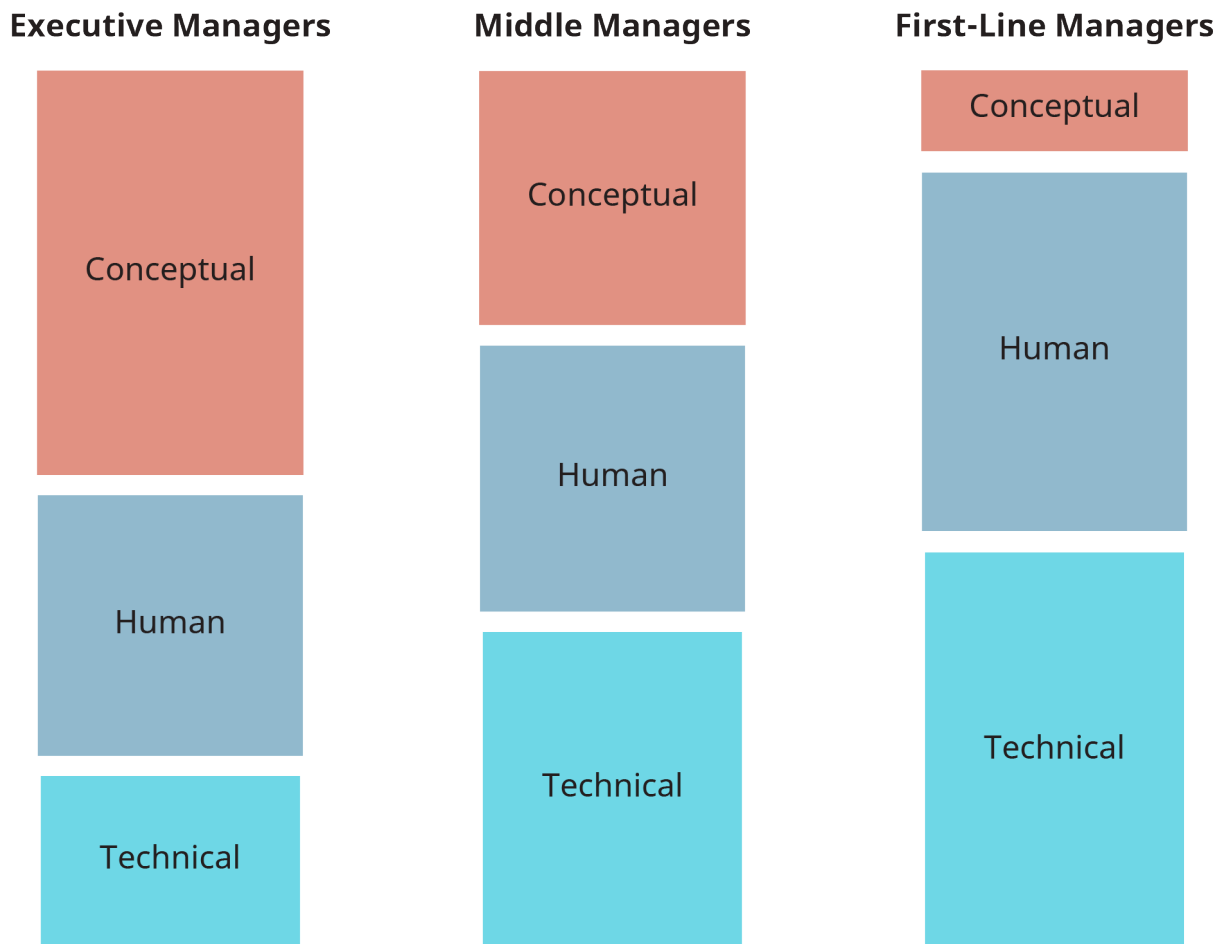 Executive Managers
Conceptual
Human
Technical
Middle Managers
Conceptual
Human
Technical
First-Line Managers
Conceptual
Human
Technical